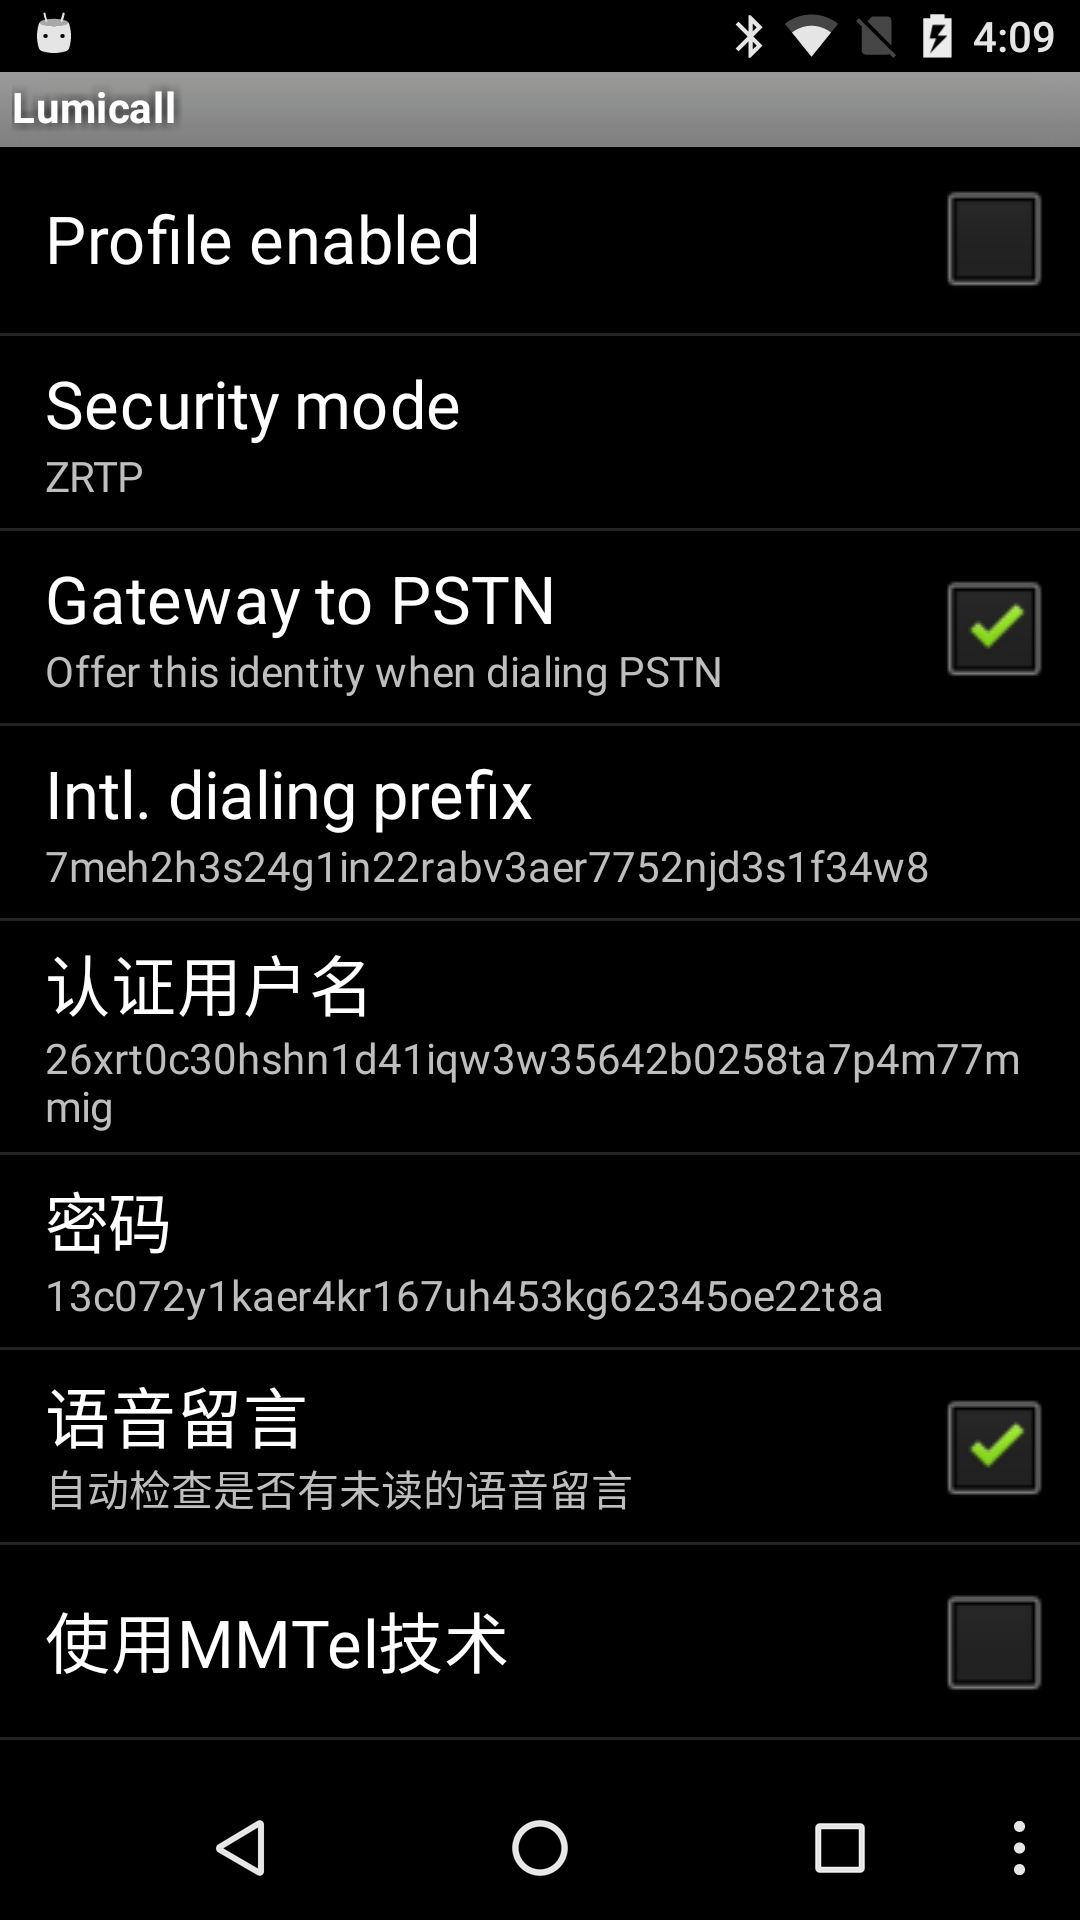 4:09
Lumicall
Profile enabled
Security mode
ZRTP
Gateway to PSTN
Offer this identity when dialing PSTN
Intl. dialing prefix
7meh2h3s24g1in22rabv3aer7752njd3s1f34w8
认证用户名
26xrt0c30hshn1d41iqw3w35642b0258ta7p4m77m
mig
密码
13c072y1kaer4kr167uh453kg62345oe22t8a
语音留言
自动检查是否有未读的语音留言
使用MMTel技术